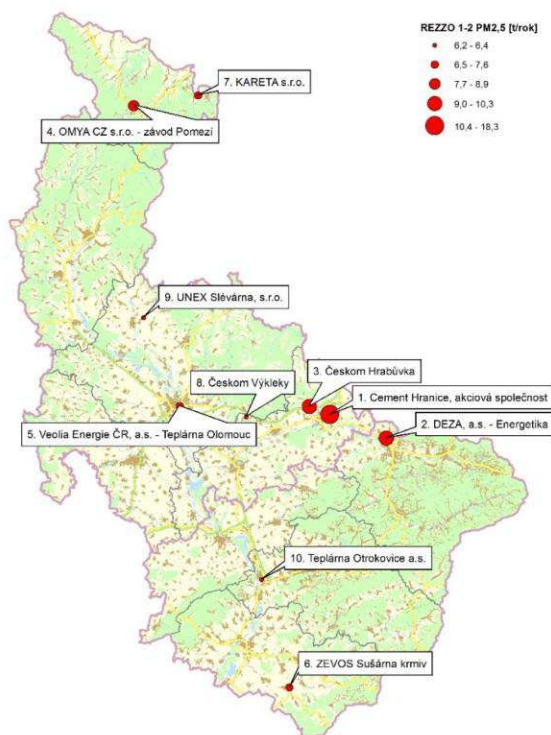 REZZO 1-2 PM2,5 [t/rok]
6,2 - 6,4
6,5 - 7,6
7,7 - 8,9
9,0 - 10,3
10,4 - 18,3
7. KARETA s.r.o.
4. OMYA CZ s.r.o. - závod Pomezí
9. UNEX Slévárna, s.r.o.
3. Českom Hrabůvka
8. Českom Výkleky
1. Cement Hranice, akciová společnost
2. DEZA, a.s. - Energetika
5. Veolia Energie ČR, a.s. - Teplárna Olomouc
10. Teplárna Otrokovice a.s.
6. ZEVOS Sušárna krmiv